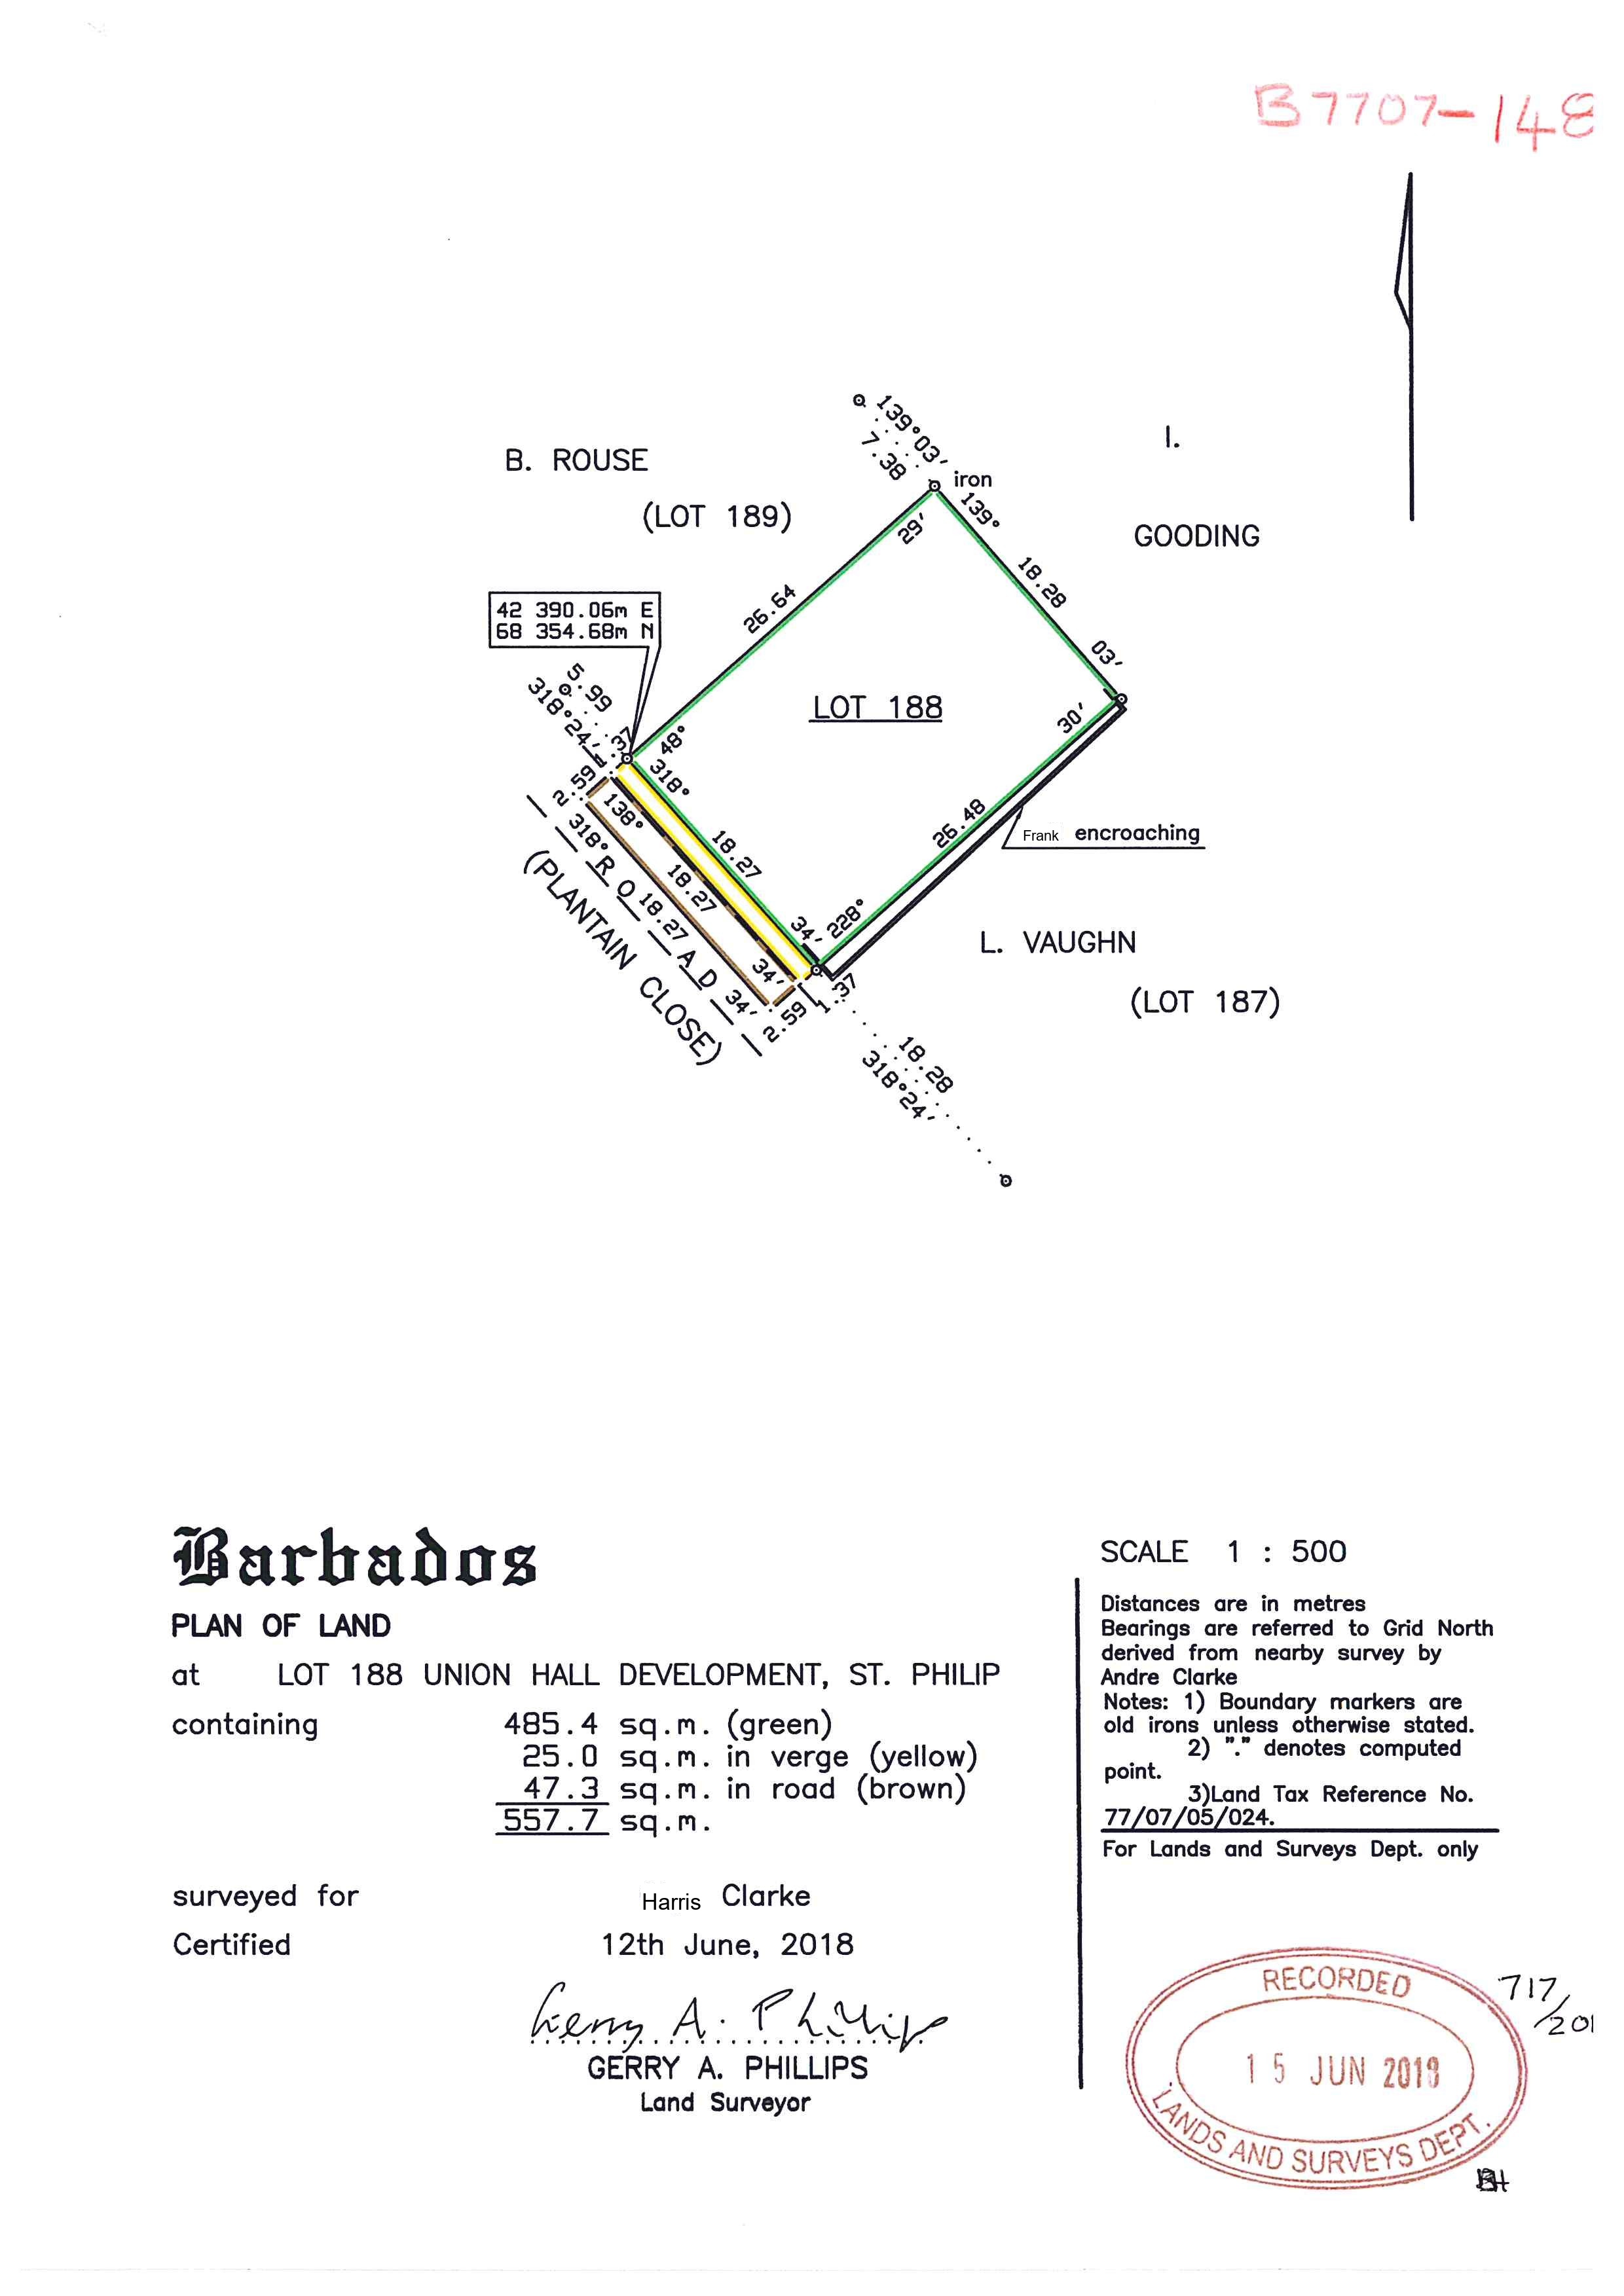 B7707-148
139°03′
7.38
iron
I.
GOODING
B. ROUSE
(LOT 189)
29′
139°
18.28
03′
26.64
42 390.06m E
68 354.68m N
5.99
318°24′
37
1.
48°
318°
LOT 188
30′
2.59
138°
318°
18.27
18.27
18.27
26.48
Frank encroaching
ROAD
(PLANTAIN CLOSE)
34′
228°
34′
34′
2.59
1.37
L. VAUGHN
(LOT 187)
18.28
318°24′
Barbados
PLAN OF LAND
at LOT 188 UNION HALL DEVELOPMENT, ST. PHILIP
containing 485.4 sq.m. (green)
25.0 sq.m. in verge (yellow)
47.3 sq.m. in road (brown)
557.7 sq.m.
surveyed for Harris Clarke
Certified 12th June, 2018
Gerry A. Phillips
GERRY A. PHILLIPS
Land Surveyor
SCALE 1 : 500
Distances are in metres
Bearings are referred to Grid North
derived from nearby survey by
Andre Clarke
Notes: 1) Boundary markers are
old irons unless otherwise stated.
2) "." denotes computed
point.
3)Land Tax Reference No.
77/07/05/024.
For Lands and Surveys Dept. only
RECORDED
15 JUN 2018
LANDS AND SURVEYS DEPT.
717/201